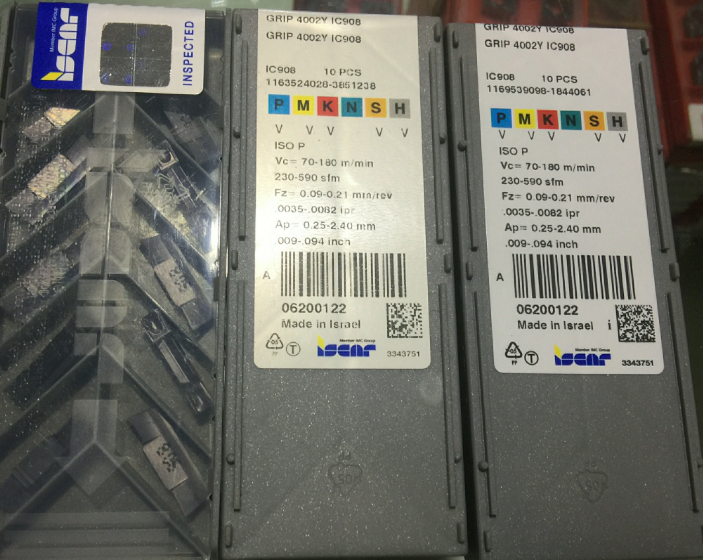 Member IMC Group
iscar
INSPECTED
GRIP 4002Y IC908
GRIP 4002Y IC908
IC908 10 PCS
1163524028-3851238
P M K N S H
V V V V V
ISO P
Vc= 70-180 m/min
230-590 sfm
Fz= 0.09-0.21 mm/rev
.0035-.0082 ipr
Ap= 0.25-2.40 mm
.009-.094 inch
A
06200122
Made in Israel
05
PP
T
Member IMC Group
iscar
3343751
GRIP 4002Y IC908
GRIP 4002Y IC908
IC908 10 PCS
1169539098-1844061
P M K N S H
V V V V V
ISO P
Vc= 70-180 m/min
230-590 sfm
Fz= 0.09-0.21 mm/rev
.0035-.0082 ipr
Ap= 0.25-2.40 mm
.009-.094 inch
A
06200122
Made in Israel i
05
PP
T
Member IMC Group
iscar
3343751